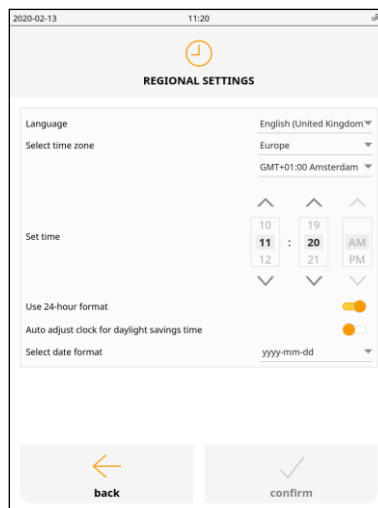 2020-02-13 11:20
REGIONAL SETTINGS
Language English (United Kingdom
Select time zone Europe
GMT+01:00 Amsterdam
10 19
Set time 11 : 20 AM
12 21 PM
Use 24-hour format
Auto adjust clock for daylight savings time
Select date format yyyy-mm-dd
back confirm